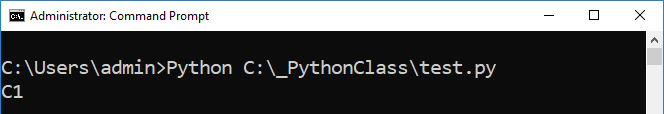 Administrator: Command Prompt
C:\Users\admin>Python C:\_PythonClass\test.py
C1